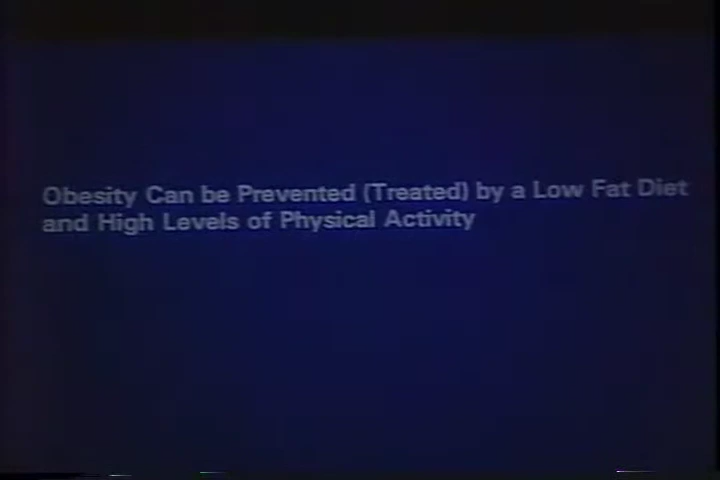 Obesity Can be Prevented (Treated) by a Low Fat Diet
and High Levels of Physical Activity